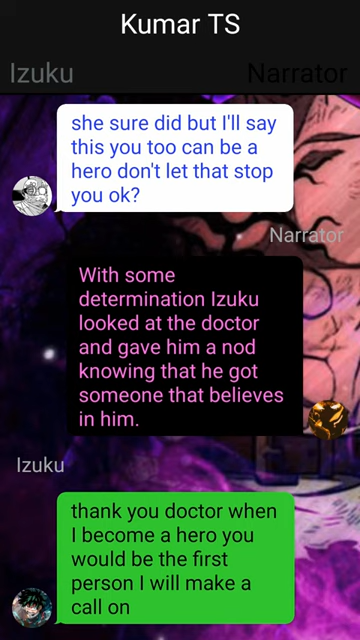 Kumar TS
Izuku
Narrator
she sure did but I'll say
this you too can be a
hero don't let that stop
you ok?
Narrator
With some
determination Izuku
looked at the doctor
and gave him a nod
knowing that he got
someone that believes
in him.
Izuku
thank you doctor when
I become a hero you
would be the first
person I will make a
call on